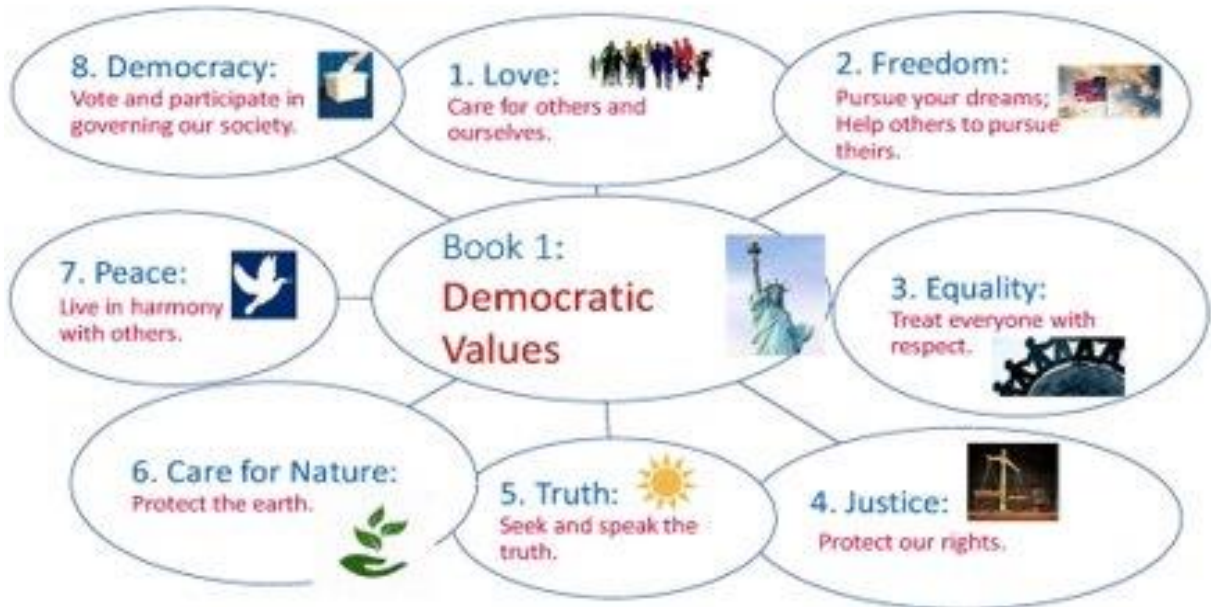 8. Democracy:
Vote and participate in
governing our society.
1. Love:
Care for others and
ourselves.
2. Freedom:
Pursue your dreams;
Help others to pursue
theirs.
7. Peace:
Live in harmony
with others.
Book 1:
Democratic
Values
3. Equality:
Treat everyone with
respect.
6. Care for Nature:
Protect the earth.
5. Truth:
Seek and speak the
truth.
4. Justice:
Protect our rights.